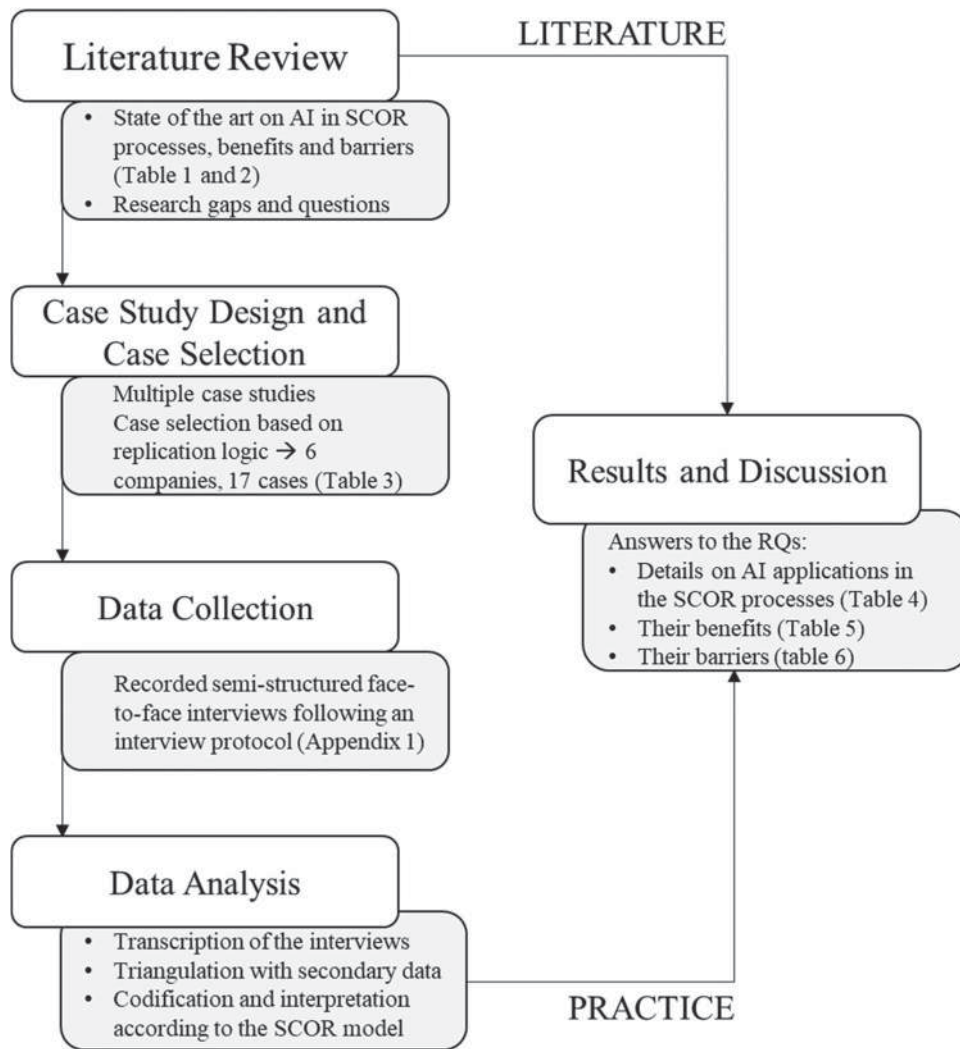 Literature Review
LITERATURE
• State of the art on AI in SCOR
processes, benefits and barriers
(Table 1 and 2)
• Research gaps and questions
Case Study Design and
Case Selection
Multiple case studies
Case selection based on
replication logic → 6
companies, 17 cases (Table 3)
Data Collection
Recorded semi-structured face-
to-face interviews following an
interview protocol (Appendix 1)
Data Analysis
• Transcription of the interviews
• Triangulation with secondary data
• Codification and interpretation
according to the SCOR model
PRACTICE
Results and Discussion
Answers to the RQs:
• Details on AI applications in
the SCOR processes (Table 4)
• Their benefits (Table 5)
• Their barriers (table 6)